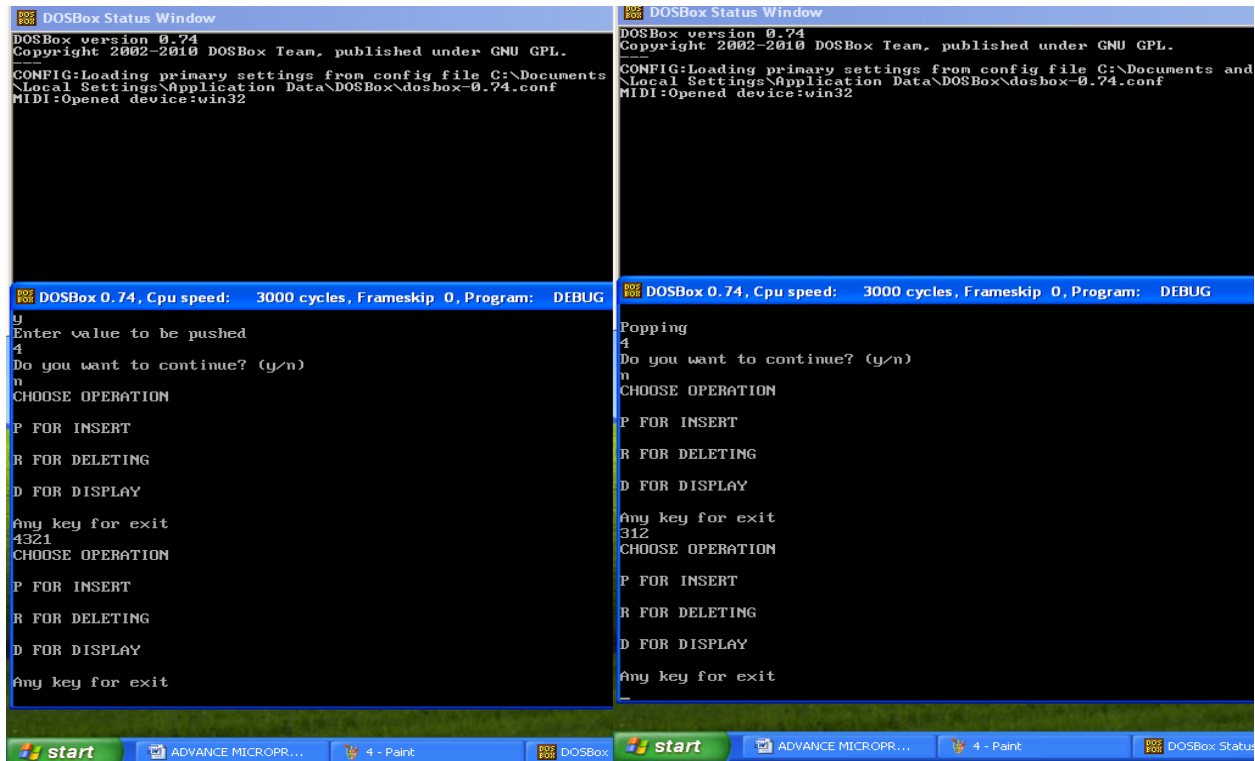 DOSBox Status Window
DOSBox version 0.74
Copyright 2002-2010 DOSBox Team, published under GNU GPL.
---
CONFIG:Loading primary settings from config file C:\Documents
\Local Settings\Application Data\DOSBox\dosbox-0.74.conf
MIDI:Opened device:win32
DOSBox 0.74, Cpu speed: 3000 cycles, Frameskip 0, Program: DEBUG
y
Enter value to be pushed
4
Do you want to continue? (y/n)
n
CHOOSE OPERATION
P FOR INSERT
R FOR DELETING
D FOR DISPLAY
Any key for exit
4321
CHOOSE OPERATION
P FOR INSERT
R FOR DELETING
D FOR DISPLAY
Any key for exit
start ADVANCE MICROPR... 4 - Paint DOSBox
DOSBox Status Window
DOSBox version 0.74
Copyright 2002-2010 DOSBox Team, published under GNU GPL.
---
CONFIG:Loading primary settings from config file C:\Documents and
\Local Settings\Application Data\DOSBox\dosbox-0.74.conf
MIDI:Opened device:win32
DOSBox 0.74, Cpu speed: 3000 cycles, Frameskip 0, Program: DEBUG
Popping
4
Do you want to continue? (y/n)
n
CHOOSE OPERATION
P FOR INSERT
R FOR DELETING
D FOR DISPLAY
Any key for exit
312
CHOOSE OPERATION
P FOR INSERT
R FOR DELETING
D FOR DISPLAY
Any key for exit
_
start ADVANCE MICROPR... 4 - Paint DOSBox Status